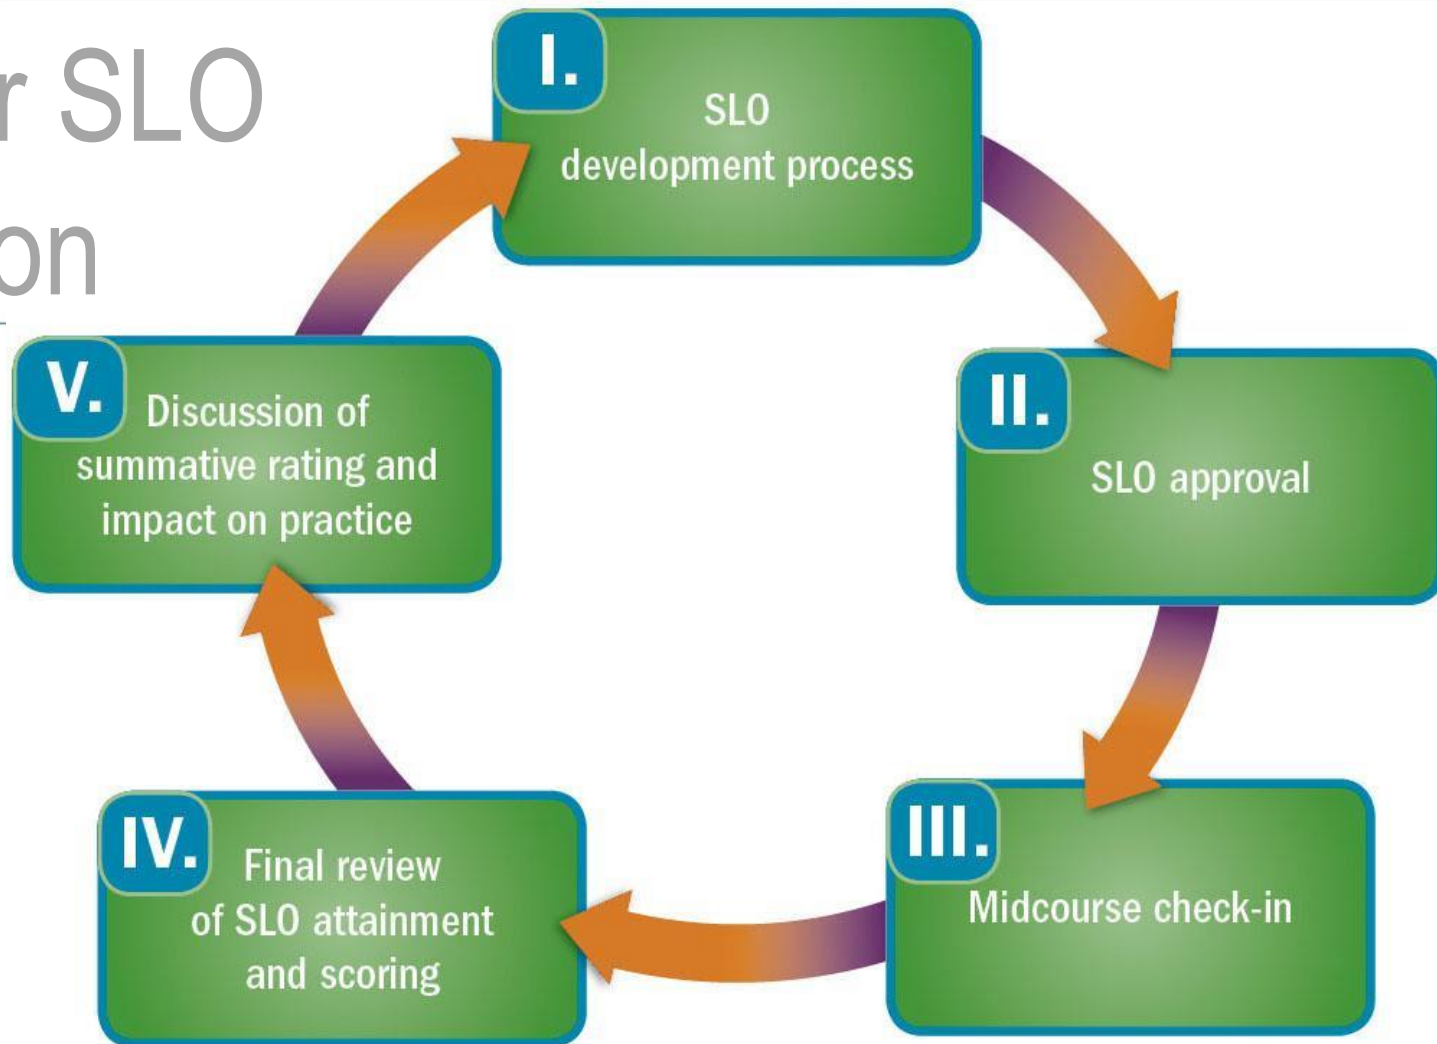 r SLO
on
I.
SLO
development process
II.
SLO approval
III.
Midcourse check-in
IV.
Final review
of SLO attainment
and scoring
V.
Discussion of
summative rating and
impact on practice